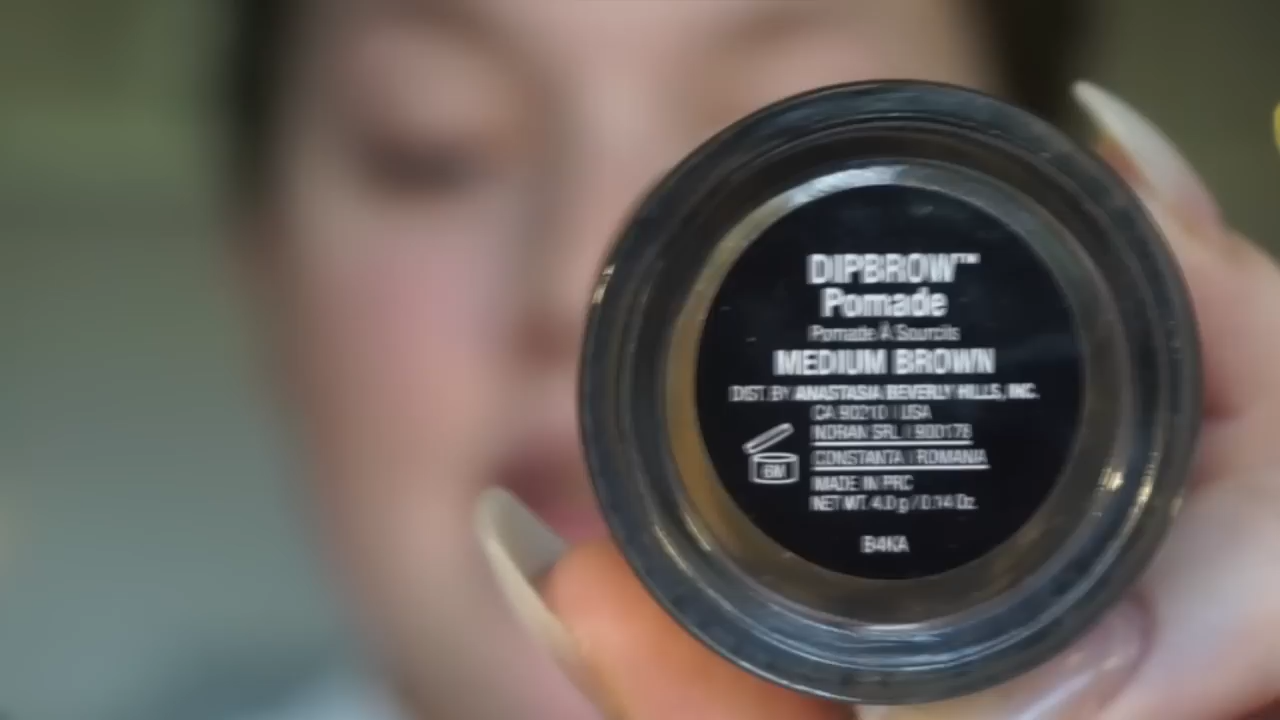 DIPBROW™
Pomade
Pomade À Sourcils
MEDIUM BROWN
DIST. BY ANASTASIA BEVERLY HILLS, INC.
CA 90210 | USA
NORAN SRL | 900178
CONSTANTA | ROMANIA
6M
MADE IN PRC
NET WT. 4.0 g / 0.14 Oz.
B4KA